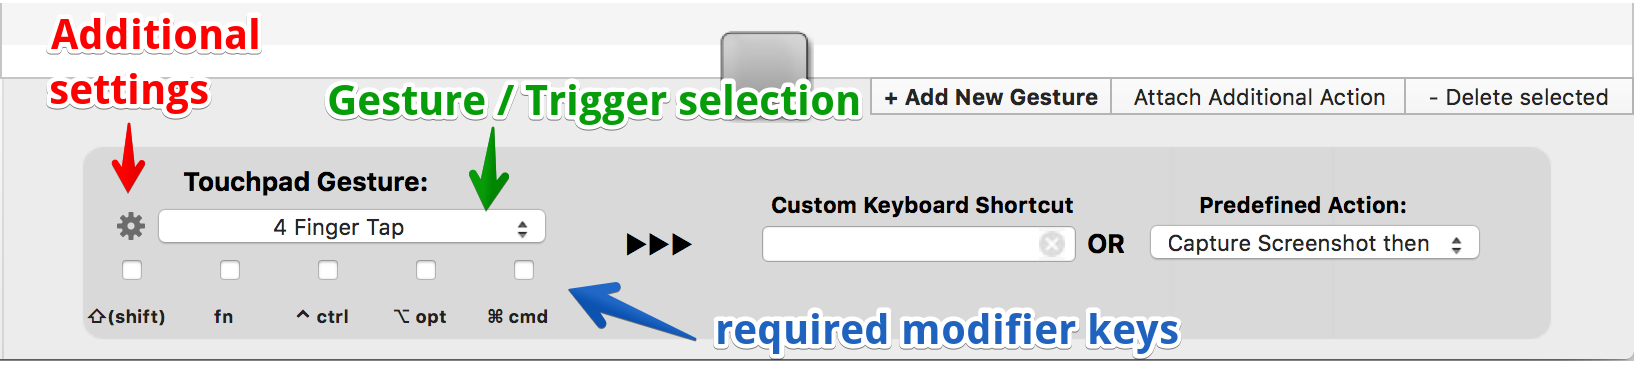 Additional
settings
Gesture / Trigger selection
+ Add New Gesture
Attach Additional Action
- Delete selected
Touchpad Gesture:
4 Finger Tap
Custom Keyboard Shortcut
OR
Predefined Action:
Capture Screenshot then
⇧(shift)
fn
^ ctrl
⌥ opt
⌘ cmd
required modifier keys